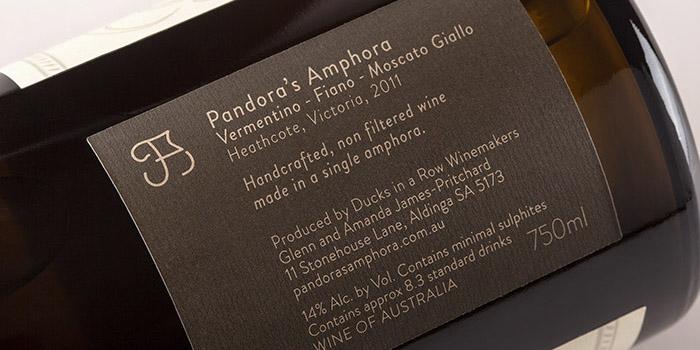 Pandora's Amphora
Vermentino - Fiano - Moscato Giallo
Heathcote, Victoria, 2011
Handcrafted, non filtered wine
made in a single amphora.
Produced by Ducks in a Row Winemakers
Glenn and Amanda James-Pritchard
11 Stonehouse Lane, Aldinga SA 5173
pandorasamphora.com.au
14% Alc. by Vol. Contains minimal sulphites
Contains approx 8.3 standard drinks
WINE OF AUSTRALIA
750ml